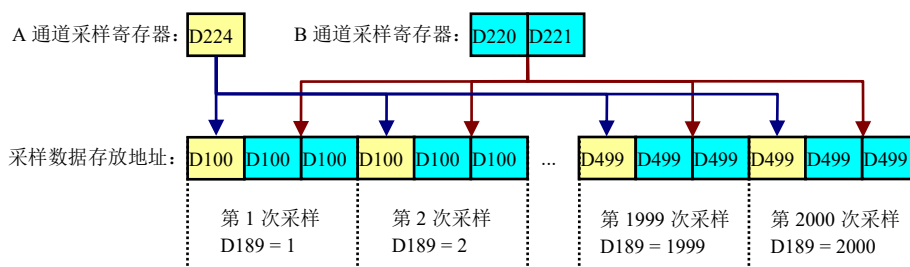 A 通道采样寄存器： D224 B 通道采样寄存器： D220 D221
采样数据存放地址： D100 D100 D100 D100 D100 D100 ... D499 D499 D499 D499 D499 D499
第 1 次采样 第 2 次采样 第 1999 次采样 第 2000 次采样
D189 = 1 D189 = 2 D189 = 1999 D189 = 2000